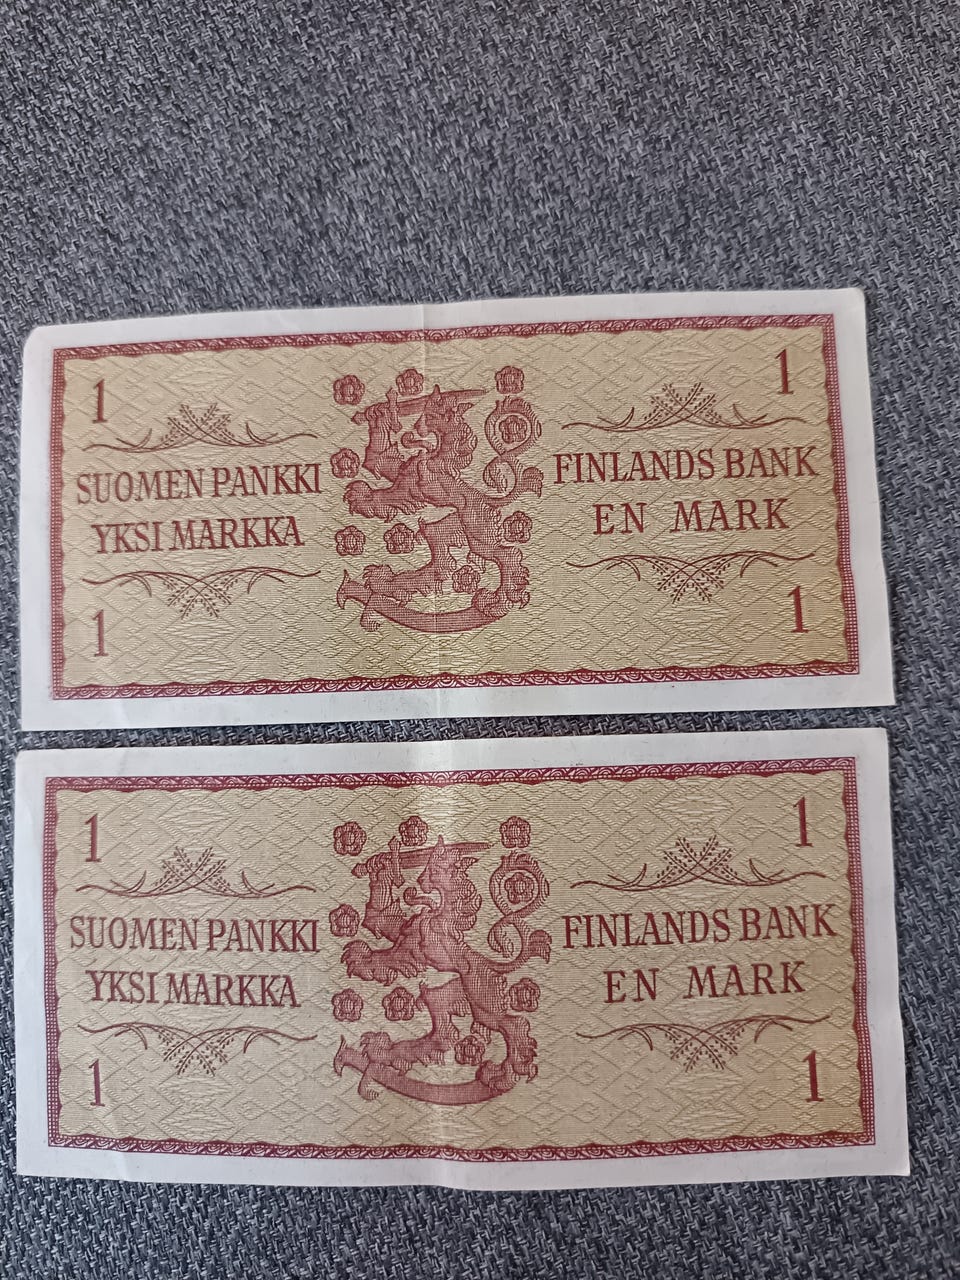 1 1
SUOMEN PANKKI FINLANDS BANK
YKSI MARKKA EN MARK
1 1
1 1
SUOMEN PANKKI FINLANDS BANK
YKSI MARKKA EN MARK
1 1